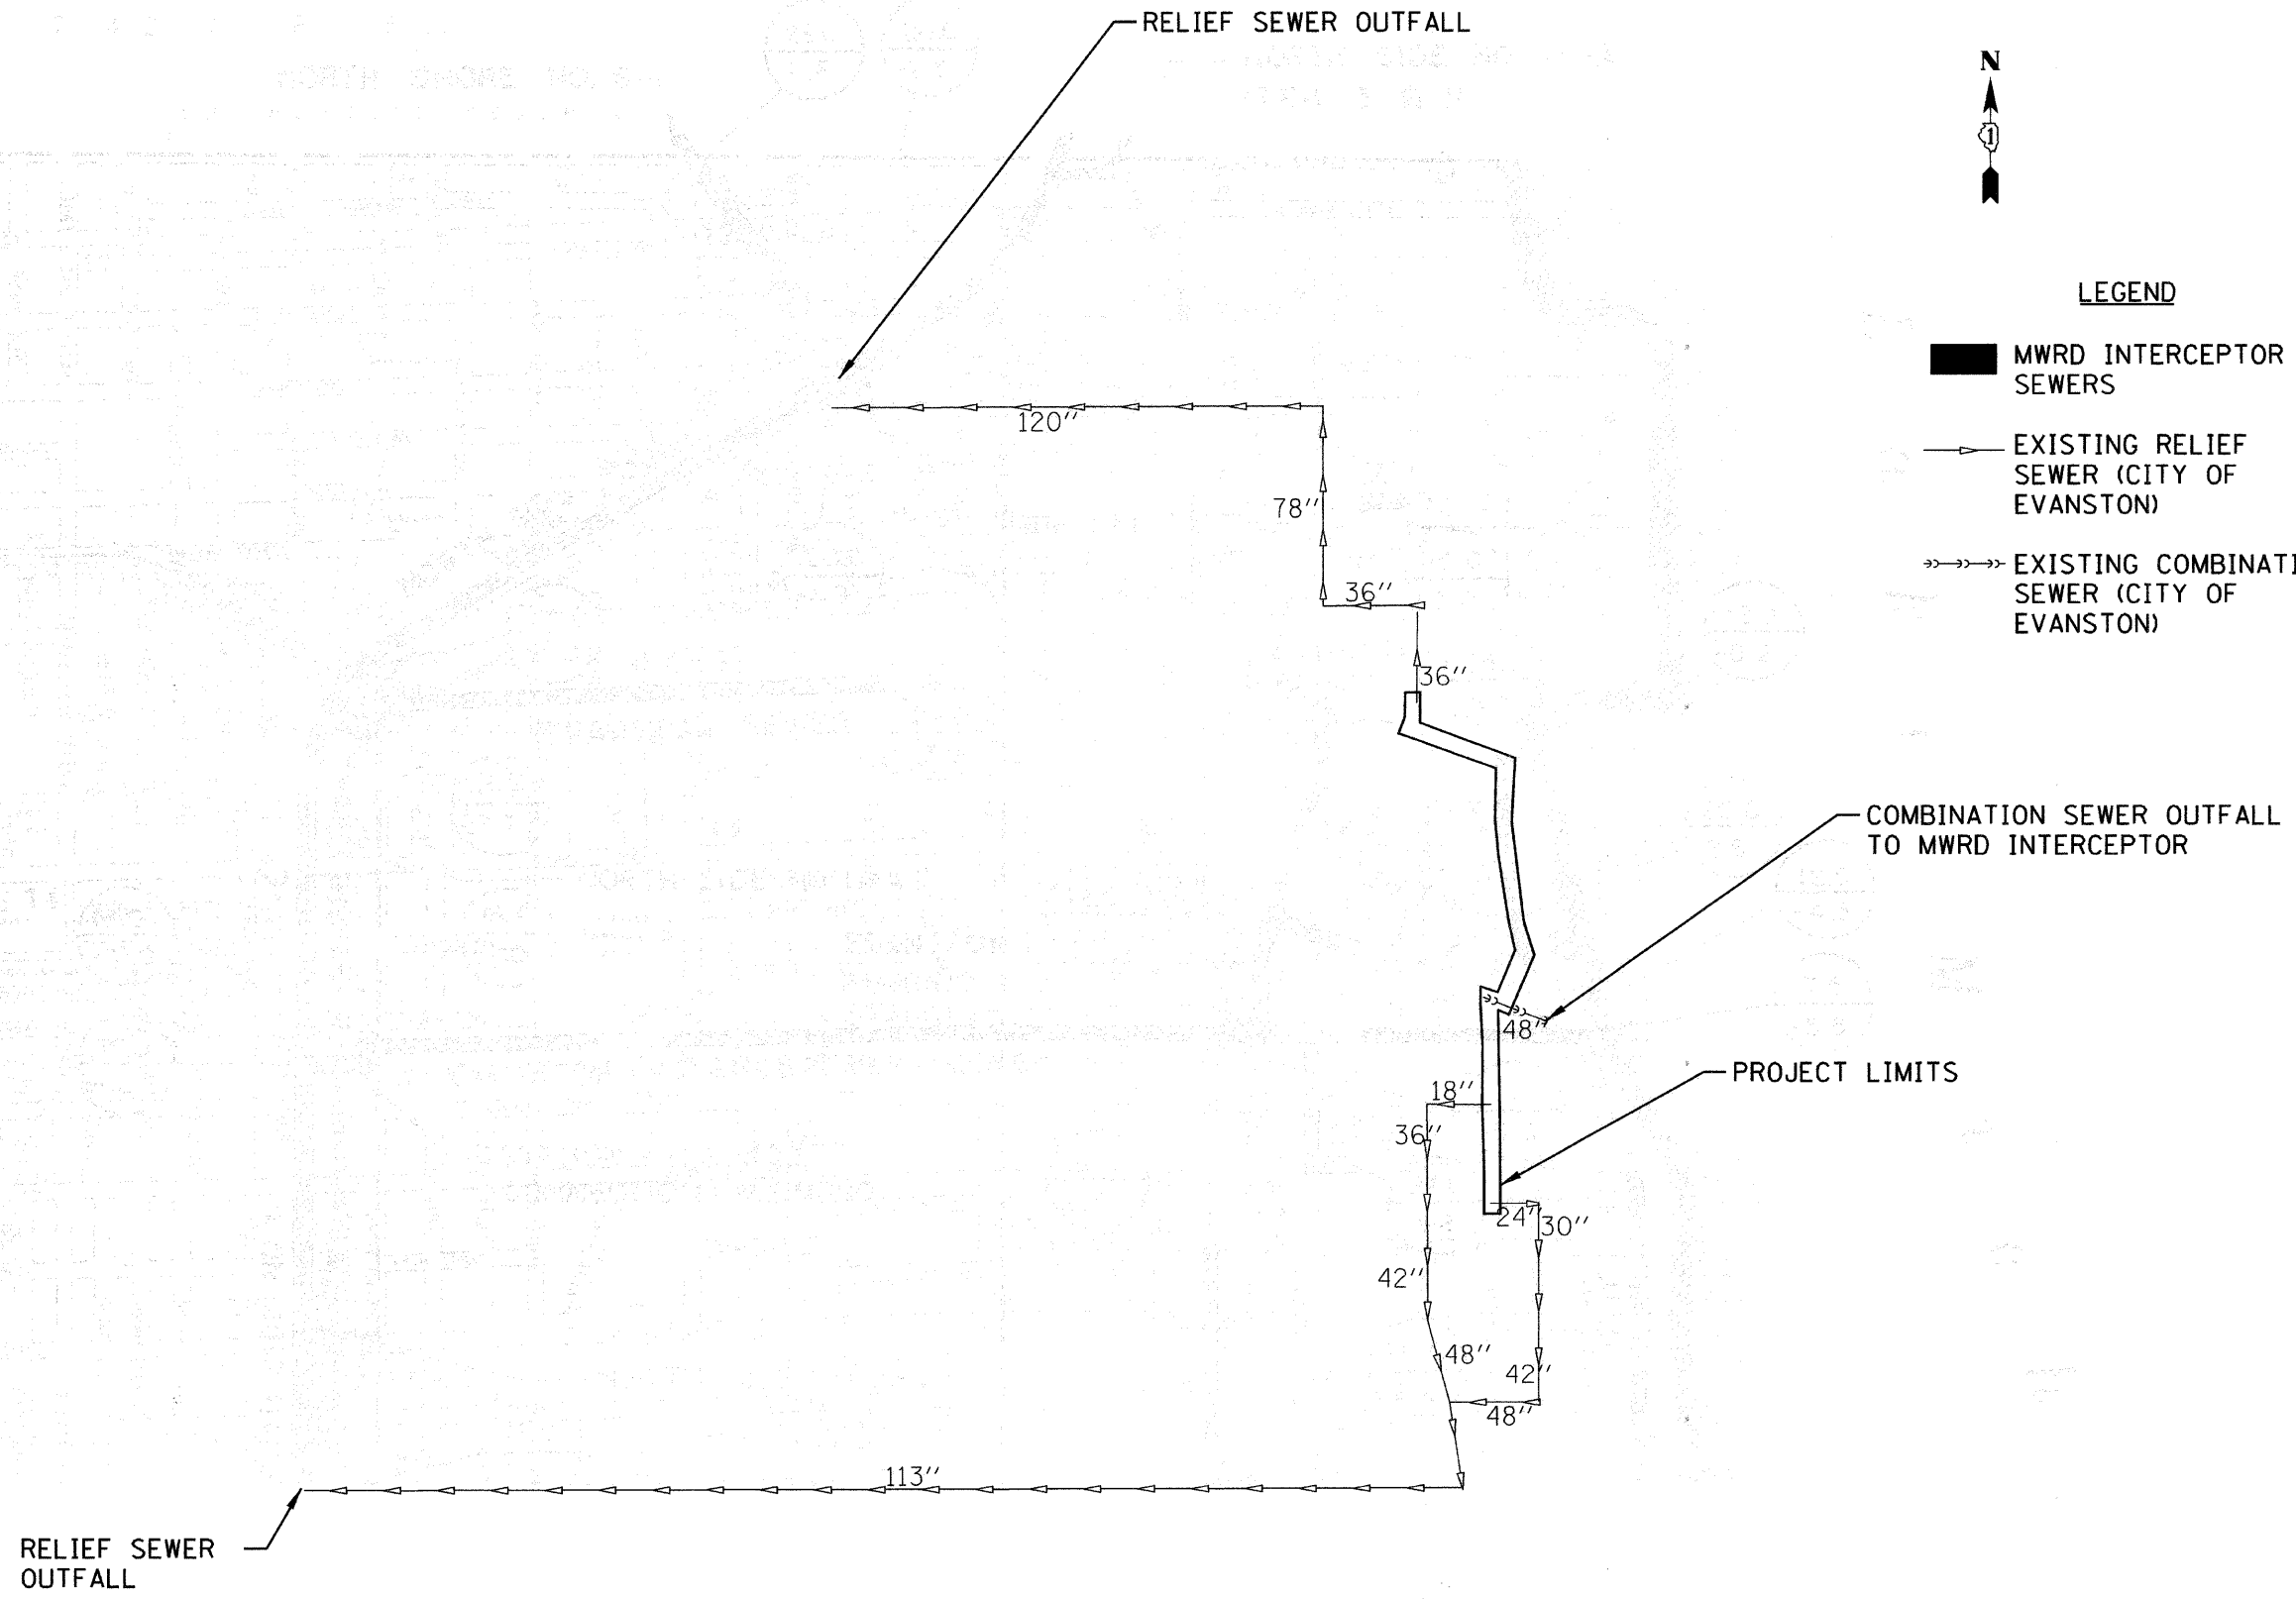 RELIEF SEWER OUTFALL
N
1
LEGEND
MWRD INTERCEPTOR
SEWERS
EXISTING RELIEF
SEWER (CITY OF
EVANSTON)
EXISTING COMBINATI
SEWER (CITY OF
EVANSTON)
120"
78"
36"
36"
COMBINATION SEWER OUTFALL
TO MWRD INTERCEPTOR
48"
PROJECT LIMITS
18"
36"
24"
30"
42"
48"
42"
48"
113"
RELIEF SEWER
OUTFALL